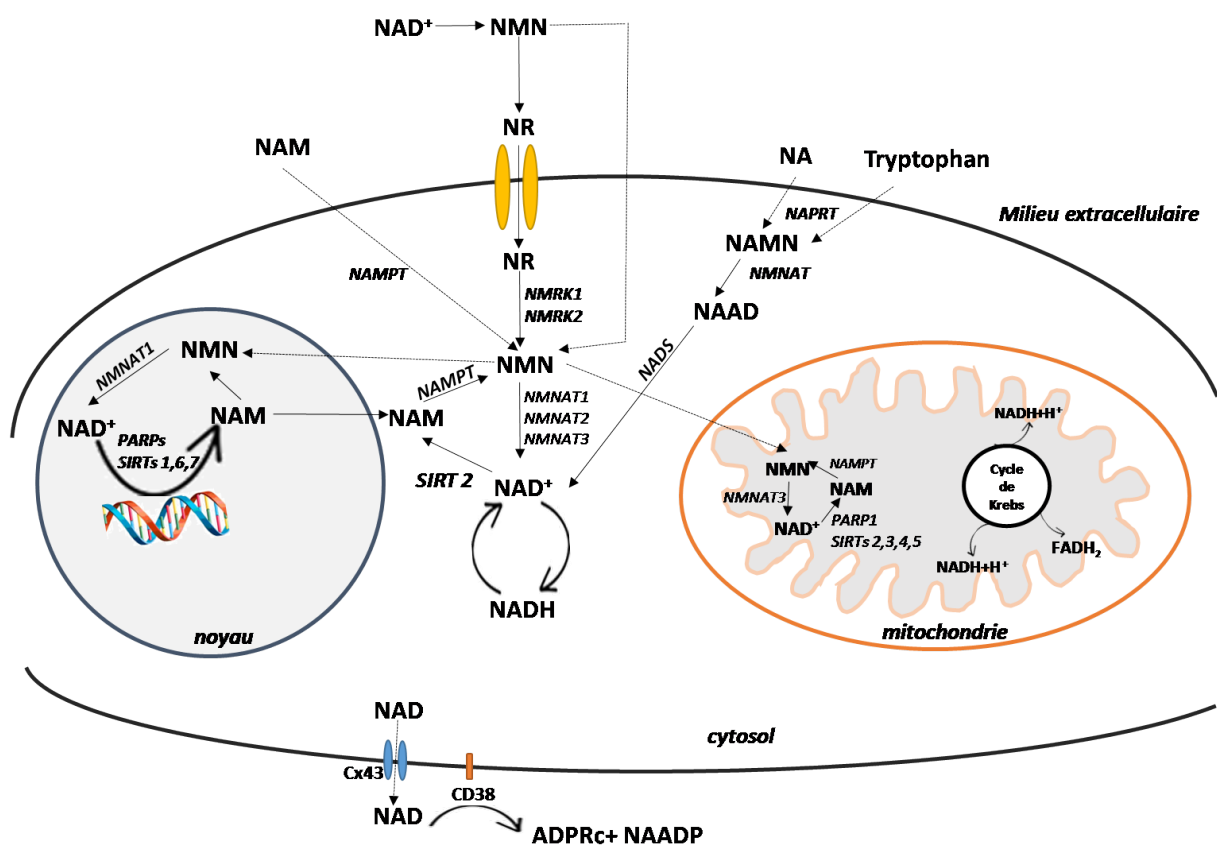 NAD+ NMN
NR
NAM
NA
Tryptophan
Milieu extracellulaire
NAPRT
NAMN
NR
NAMPT
NMNAT
NMRK1
NMRK2
NAAD
NMN
NMNAT1
NMN
NADS
NAMPT
NMNAT1
NMNAT2
NMNAT3
NAM
NAM
NAD+
PARPs
SIRTs 1,6,7
SIRT 2
NAD+
NADH+H+
NMN
NAMPT
NAM
NMNAT3
NAD+
PARP1
SIRTs 2,3,4,5
Cycle
de
Krebs
FADH2
NADH+H+
NADH
noyau
mitochondrie
NAD
cytosol
Cx43
CD38
NAD
ADPRc+ NAADP